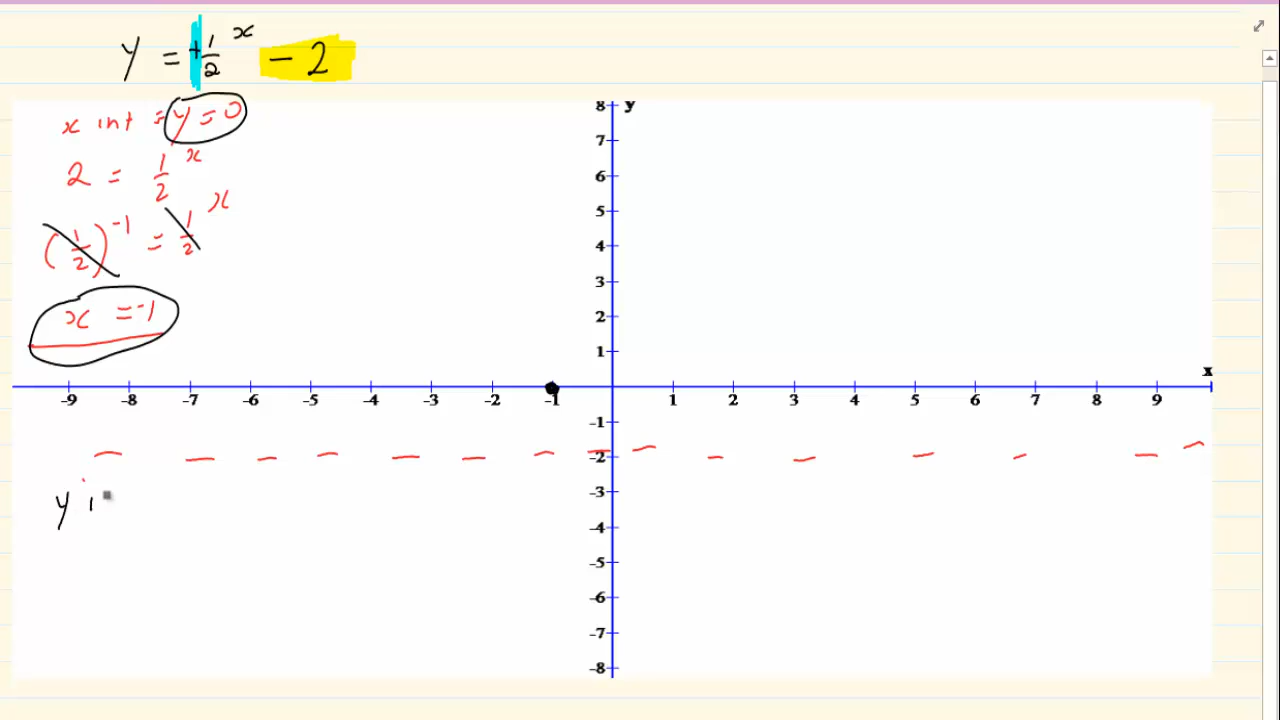 y = +1/2^x - 2
x int = y = 0
2 = 1/2^x
(1/2)^-1 = 1/2^x
x = -1
y
8
7
6
5
4
3
2
1
x
-9 -8 -7 -6 -5 -4 -3 -2 -1 1 2 3 4 5 6 7 8 9
-1
-2
-3
y i
-4
-5
-6
-7
-8